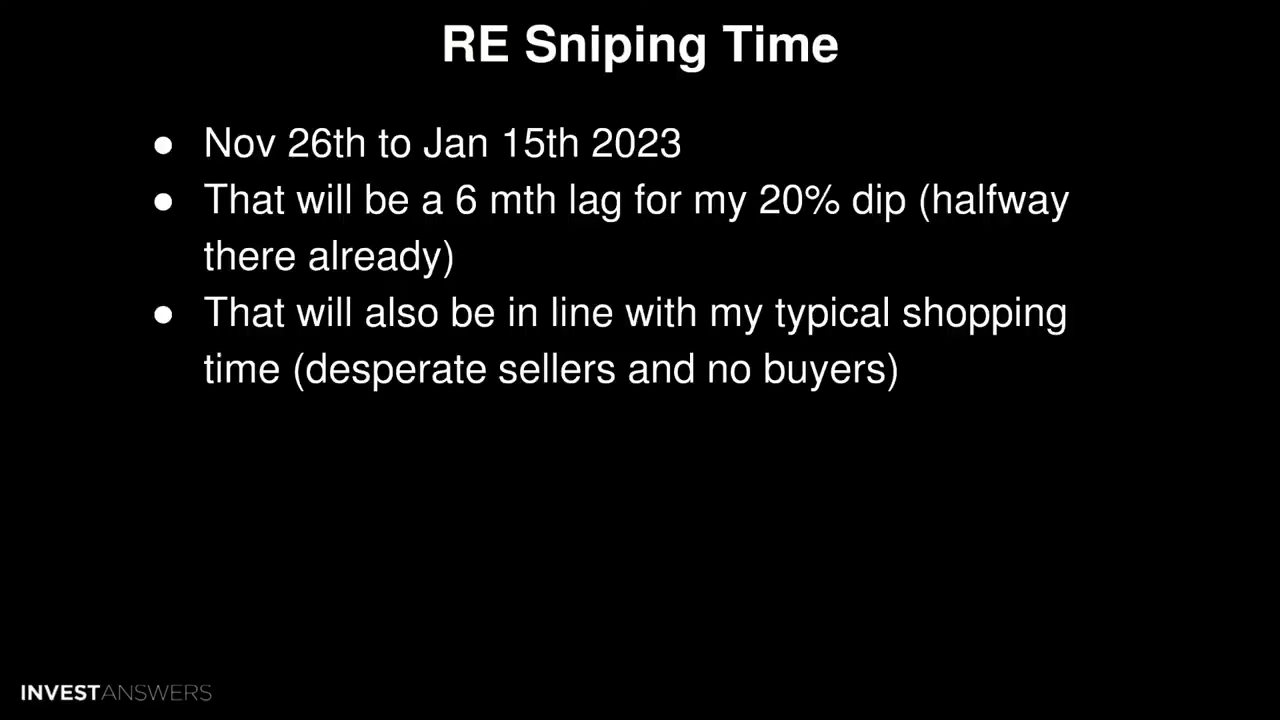 RE Sniping Time
● Nov 26th to Jan 15th 2023
● That will be a 6 mth lag for my 20% dip (halfway
there already)
● That will also be in line with my typical shopping
time (desperate sellers and no buyers)
INVESTANSWERS